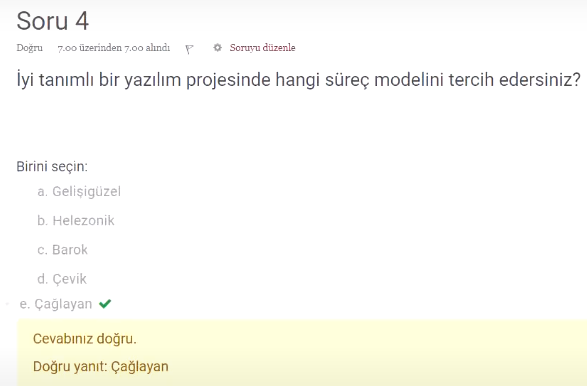 Soru 4
Doğru 7.00 üzerinden 7.00 alındı Soruyu düzenle
İyi tanımlı bir yazılım projesinde hangi süreç modelini tercih edersiniz?
Birini seçin:
a. Gelişigüzel
b. Helezonik
c. Barok
d. Çevik
e. Çağlayan
Cevabınız doğru.
Doğru yanıt: Çağlayan